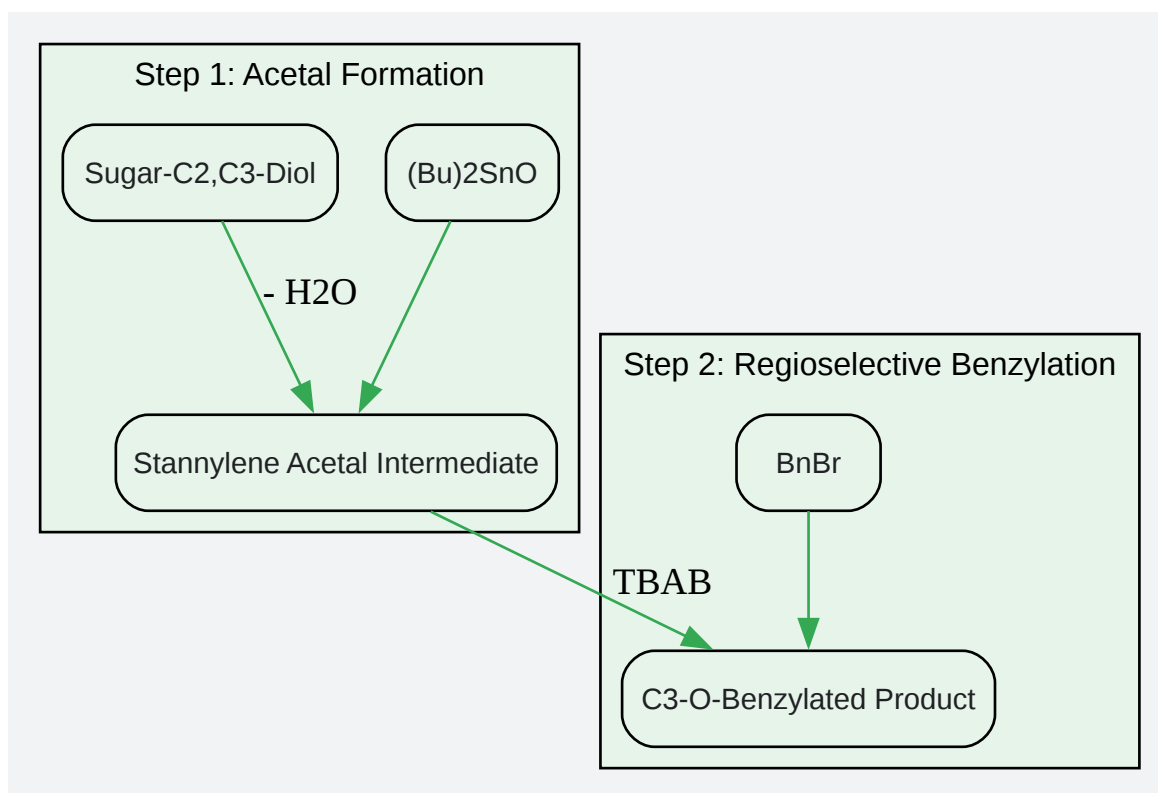 Step 1: Acetal Formation
Sugar-C2,C3-Diol
(Bu)2SnO
- H2O
Stannylene Acetal Intermediate
Step 2: Regioselective Benzylation
BnBr
TBAB
C3-O-Benzylated Product